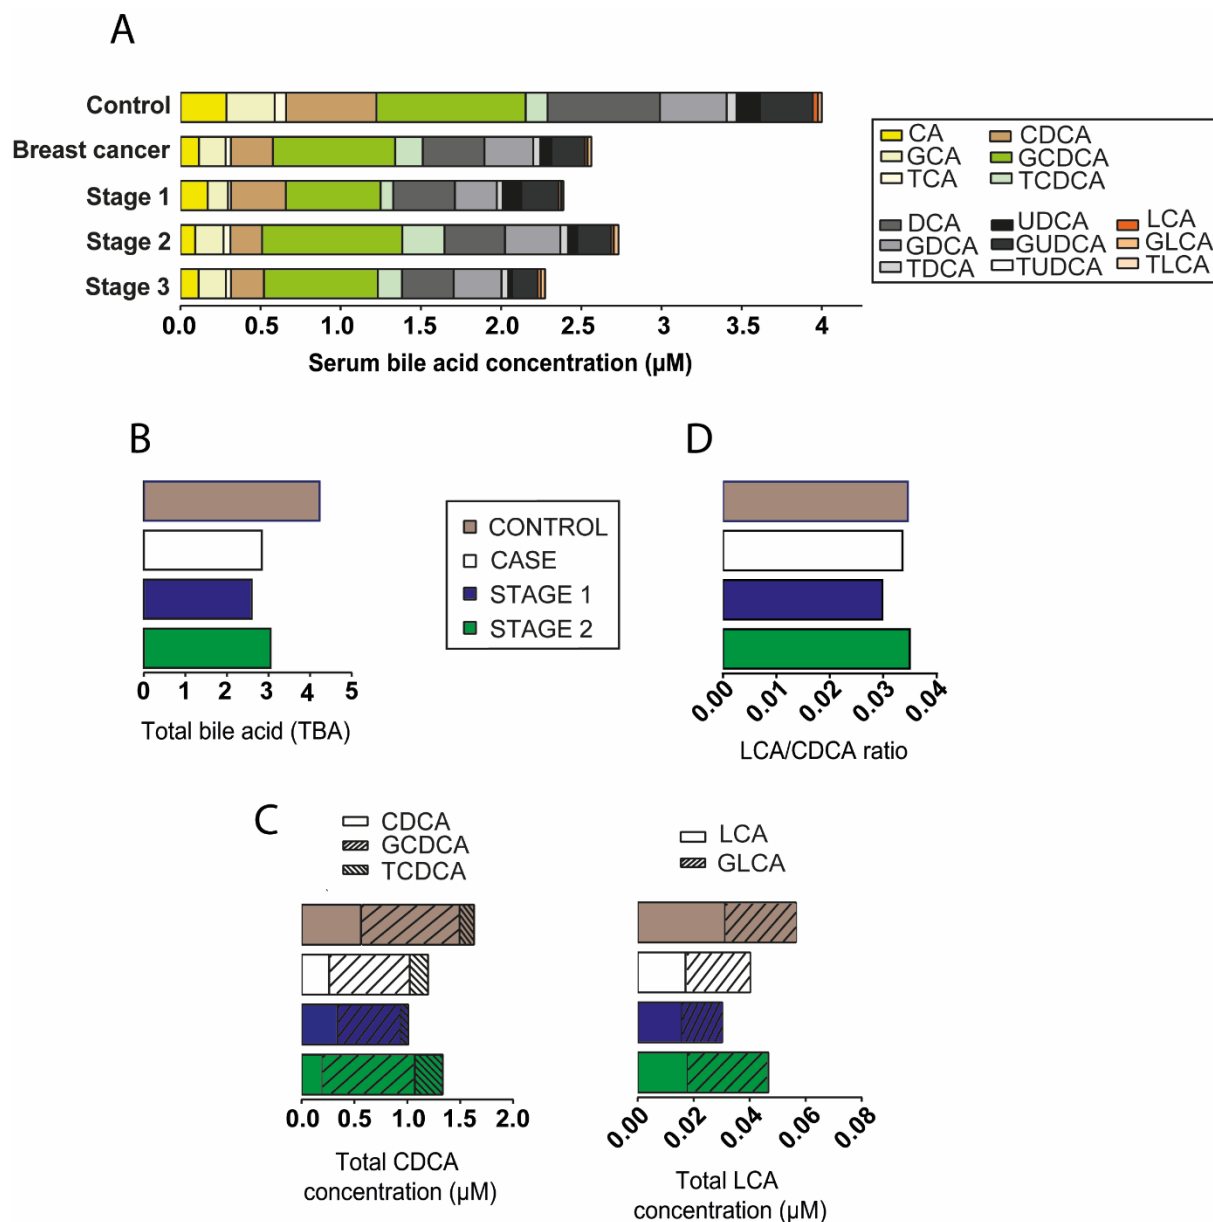 A
Control
Breast cancer
Stage 1
Stage 2
Stage 3
0.0 0.5 1.0 1.5 2.0 2.5 3 3.5 4
Serum bile acid concentration (µM)
CA CDCA
GCA GCDCA
TCA TCDCA
DCA UDCA LCA
GDCA GUDCA GLCA
TDCA TUDCA TLCA
B
0 1 2 3 4 5
Total bile acid (TBA)
CONTROL
CASE
STAGE 1
STAGE 2
D
0.00 0.01 0.02 0.03 0.04
LCA/CDCA ratio
C
CDCA
GCDCA
TCDCA
0.0 0.5 1.0 1.5 2.0
Total CDCA
concentration (µM)
LCA
GLCA
0.00 0.02 0.04 0.06 0.08
Total LCA
concentration (µM)